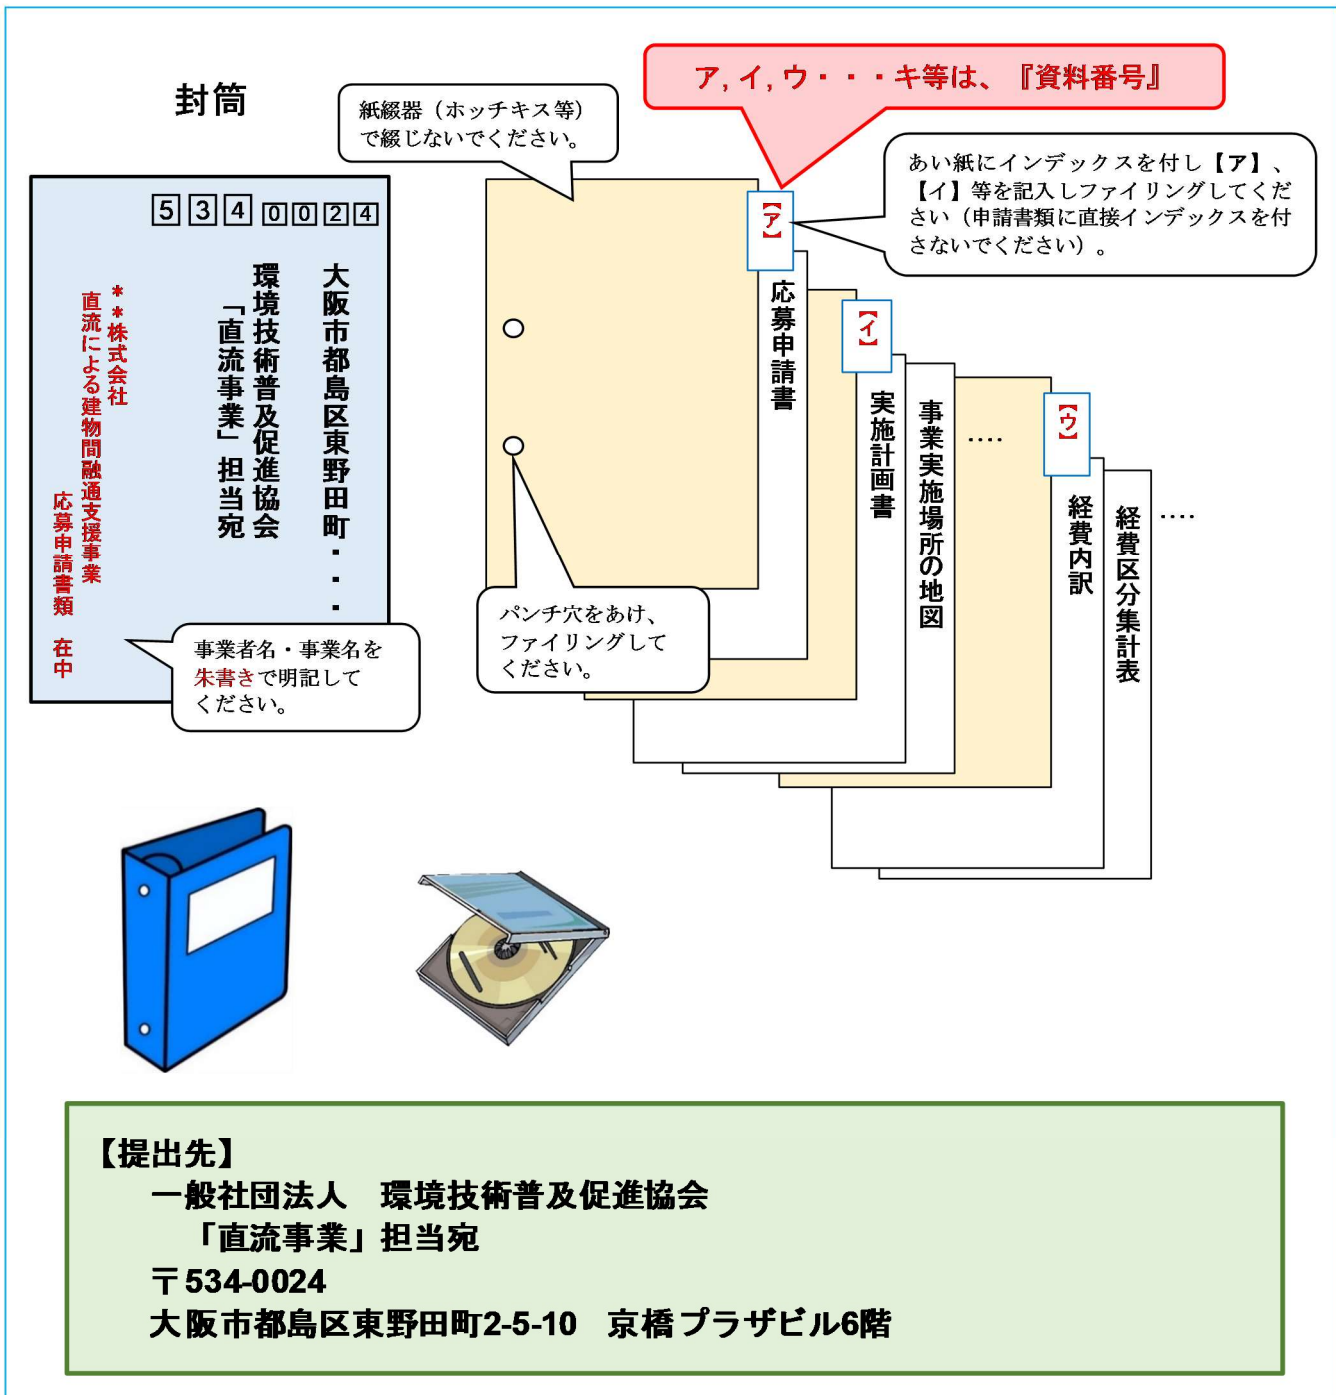 封筒
ア,イ,ウ・・・キ等は、『資料番号』
紙綴器（ホッチキス等）
で綴じないでください。
あい紙にインデックスを付し【ア】、
【イ】等を記入しファイリングしてくだ
さい（申請書類に直接インデックスを付
さないでください）。
5340024
大阪市都島区東野田町・・・
環境技術普及促進協会
「直流事業」担当宛
＊＊株式会社
直流による建物間融通支援事業
応募申請書類　在中
事業者名・事業名を
朱書きで明記して
ください。
【ア】
応募申請書
【イ】
実施計画書
事業実施場所の地図
‥‥
【ウ】
経費内訳
経費区分集計表
‥‥
パンチ穴をあけ、
ファイリングして
ください。
【提出先】
一般社団法人　環境技術普及促進協会
「直流事業」担当宛
〒534-0024
大阪市都島区東野田町2-5-10　京橋プラザビル6階